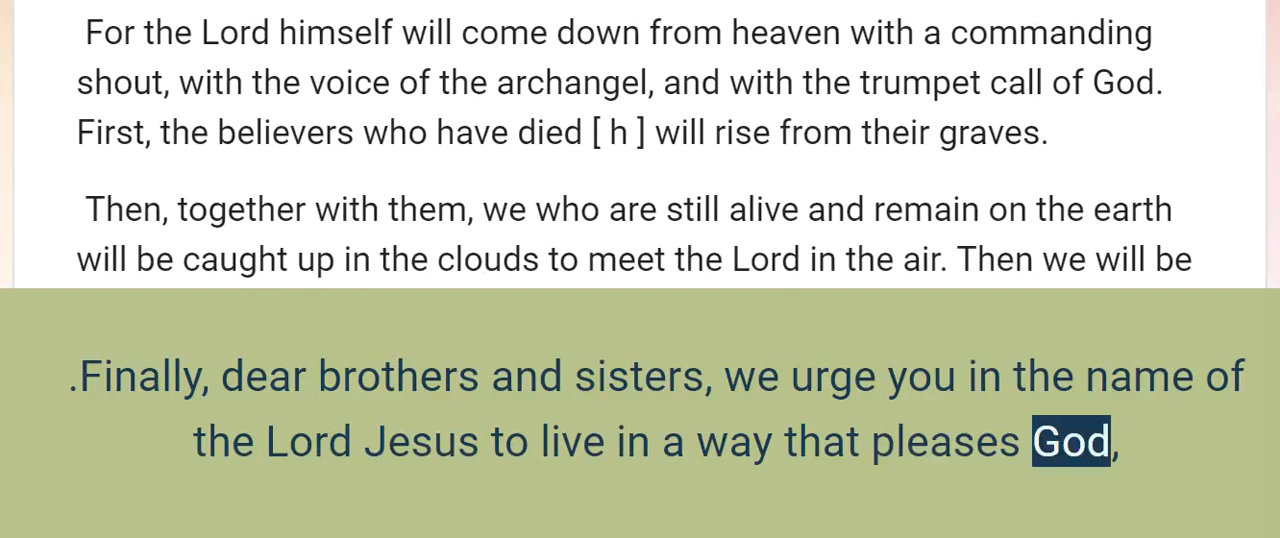 For the Lord himself will come down from heaven with a commanding
shout, with the voice of the archangel, and with the trumpet call of God.
First, the believers who have died [ h ] will rise from their graves.
Then, together with them, we who are still alive and remain on the earth
will be caught up in the clouds to meet the Lord in the air. Then we will be
.Finally, dear brothers and sisters, we urge you in the name of
the Lord Jesus to live in a way that pleases God,